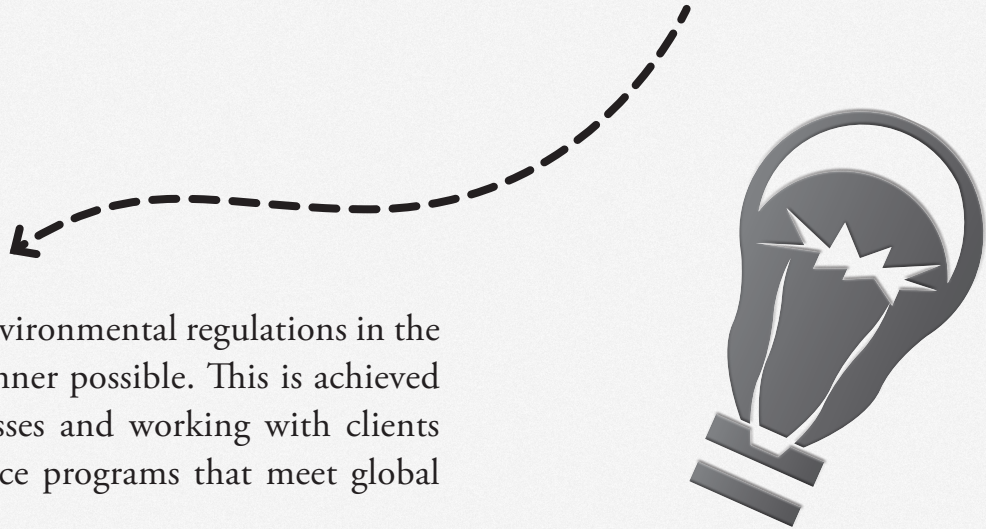 vironmental regulations in the
nner possible. This is achieved
sses and working with clients
ce programs that meet global